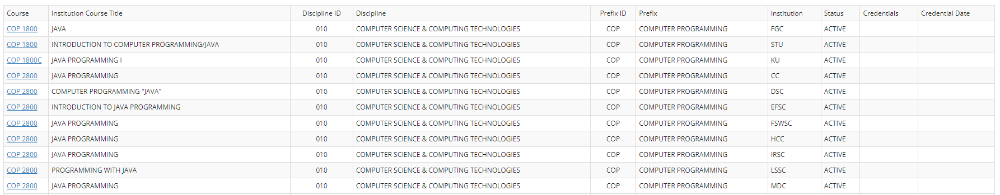 Course Institution Course Title Discipline ID Discipline Prefix ID Prefix Institution Status Credentials Credential Date
COP 1800 JAVA 010 COMPUTER SCIENCE & COMPUTING TECHNOLOGIES COP COMPUTER PROGRAMMING FGC ACTIVE
COP 1800 INTRODUCTION TO COMPUTER PROGRAMMING/JAVA 010 COMPUTER SCIENCE & COMPUTING TECHNOLOGIES COP COMPUTER PROGRAMMING STU ACTIVE
COP 1800C JAVA PROGRAMMING I 010 COMPUTER SCIENCE & COMPUTING TECHNOLOGIES COP COMPUTER PROGRAMMING KU ACTIVE
COP 2800 JAVA PROGRAMMING 010 COMPUTER SCIENCE & COMPUTING TECHNOLOGIES COP COMPUTER PROGRAMMING CC ACTIVE
COP 2800 COMPUTER PROGRAMMING "JAVA" 010 COMPUTER SCIENCE & COMPUTING TECHNOLOGIES COP COMPUTER PROGRAMMING DSC ACTIVE
COP 2800 INTRODUCTION TO JAVA PROGRAMMING 010 COMPUTER SCIENCE & COMPUTING TECHNOLOGIES COP COMPUTER PROGRAMMING EFSC ACTIVE
COP 2800 JAVA PROGRAMMING 010 COMPUTER SCIENCE & COMPUTING TECHNOLOGIES COP COMPUTER PROGRAMMING FSWSC ACTIVE
COP 2800 JAVA PROGRAMMING 010 COMPUTER SCIENCE & COMPUTING TECHNOLOGIES COP COMPUTER PROGRAMMING HCC ACTIVE
COP 2800 JAVA PROGRAMMING 010 COMPUTER SCIENCE & COMPUTING TECHNOLOGIES COP COMPUTER PROGRAMMING IRSC ACTIVE
COP 2800 PROGRAMMING WITH JAVA 010 COMPUTER SCIENCE & COMPUTING TECHNOLOGIES COP COMPUTER PROGRAMMING LSSC ACTIVE
COP 2800 JAVA PROGRAMMING 010 COMPUTER SCIENCE & COMPUTING TECHNOLOGIES COP COMPUTER PROGRAMMING MDC ACTIVE